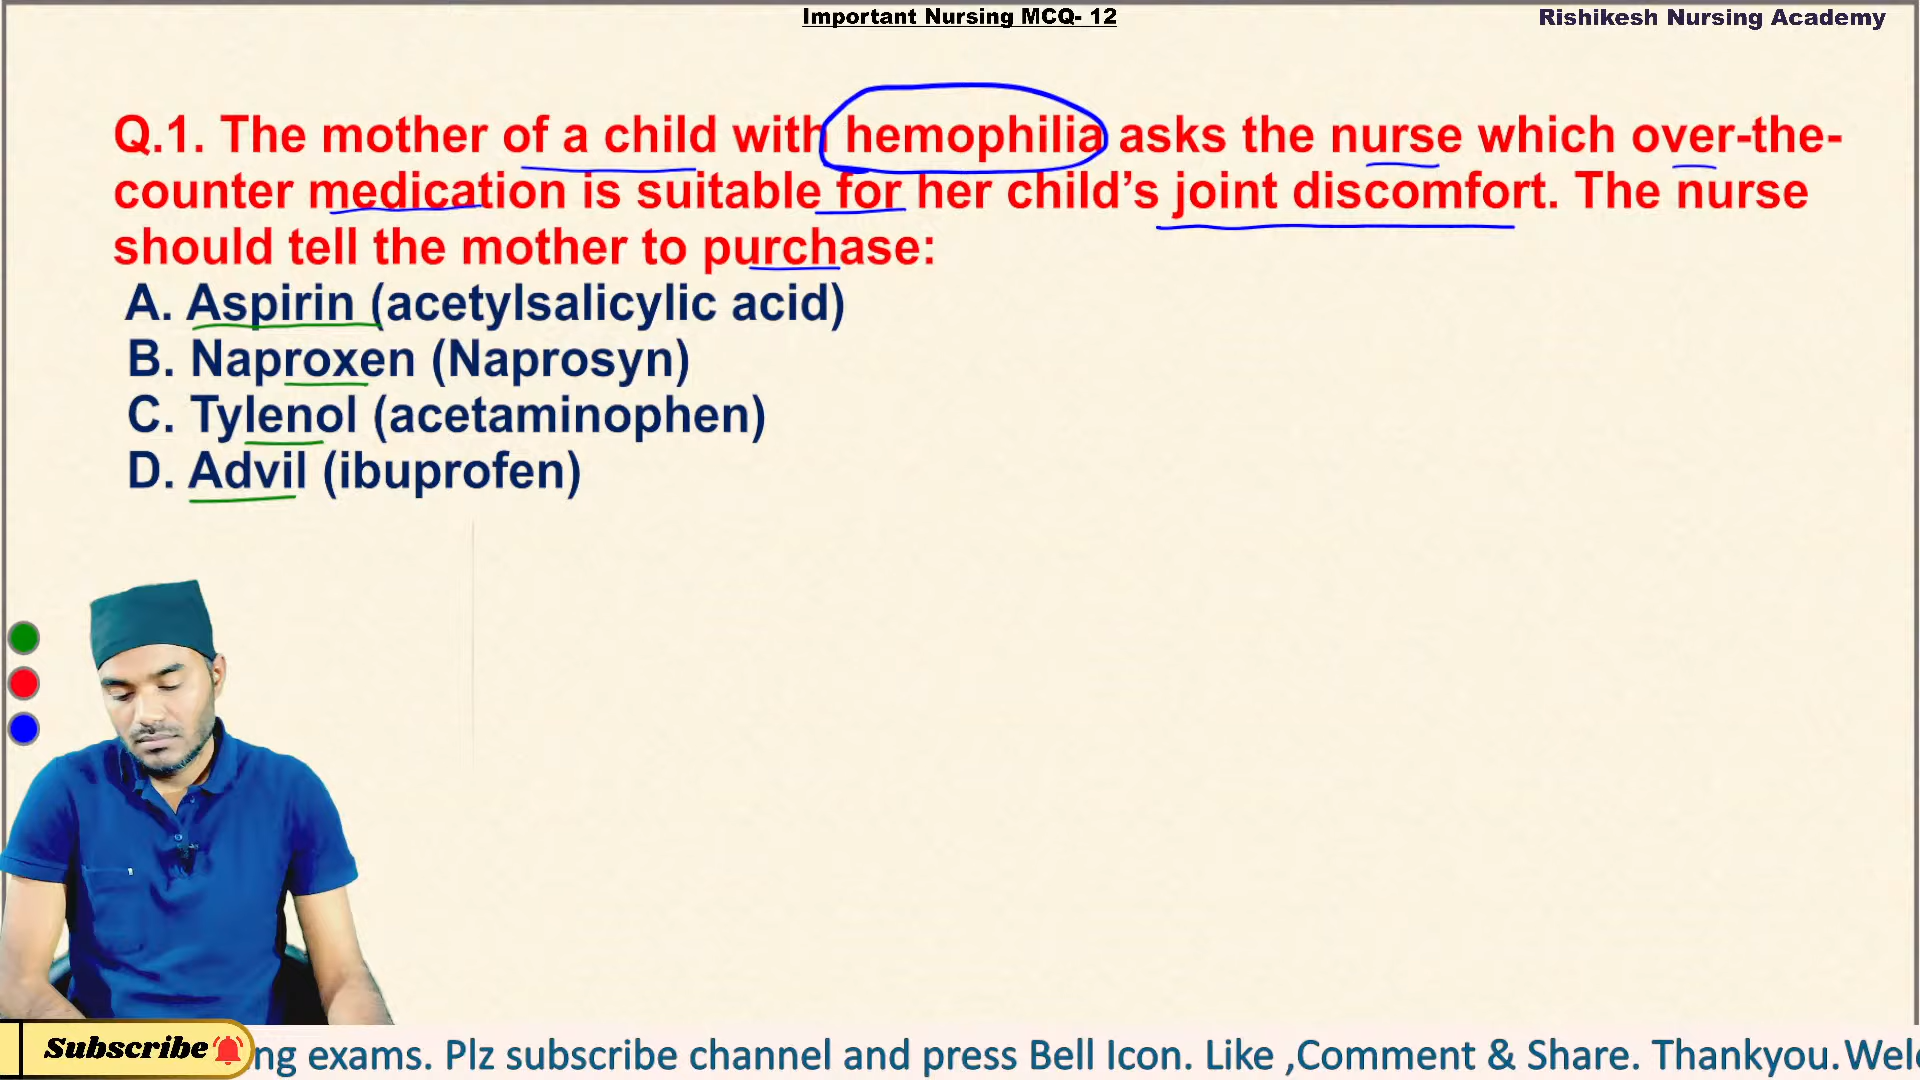 Important Nursing MCQ- 12
Rishikesh Nursing Academy
Q.1. The mother of a child with hemophilia asks the nurse which over-the-
counter medication is suitable for her child’s joint discomfort. The nurse
should tell the mother to purchase:
A. Aspirin (acetylsalicylic acid)
B. Naproxen (Naprosyn)
C. Tylenol (acetaminophen)
D. Advil (ibuprofen)
Subscribe
ng exams. Plz subscribe channel and press Bell Icon. Like ,Comment & Share. Thankyou.Welc